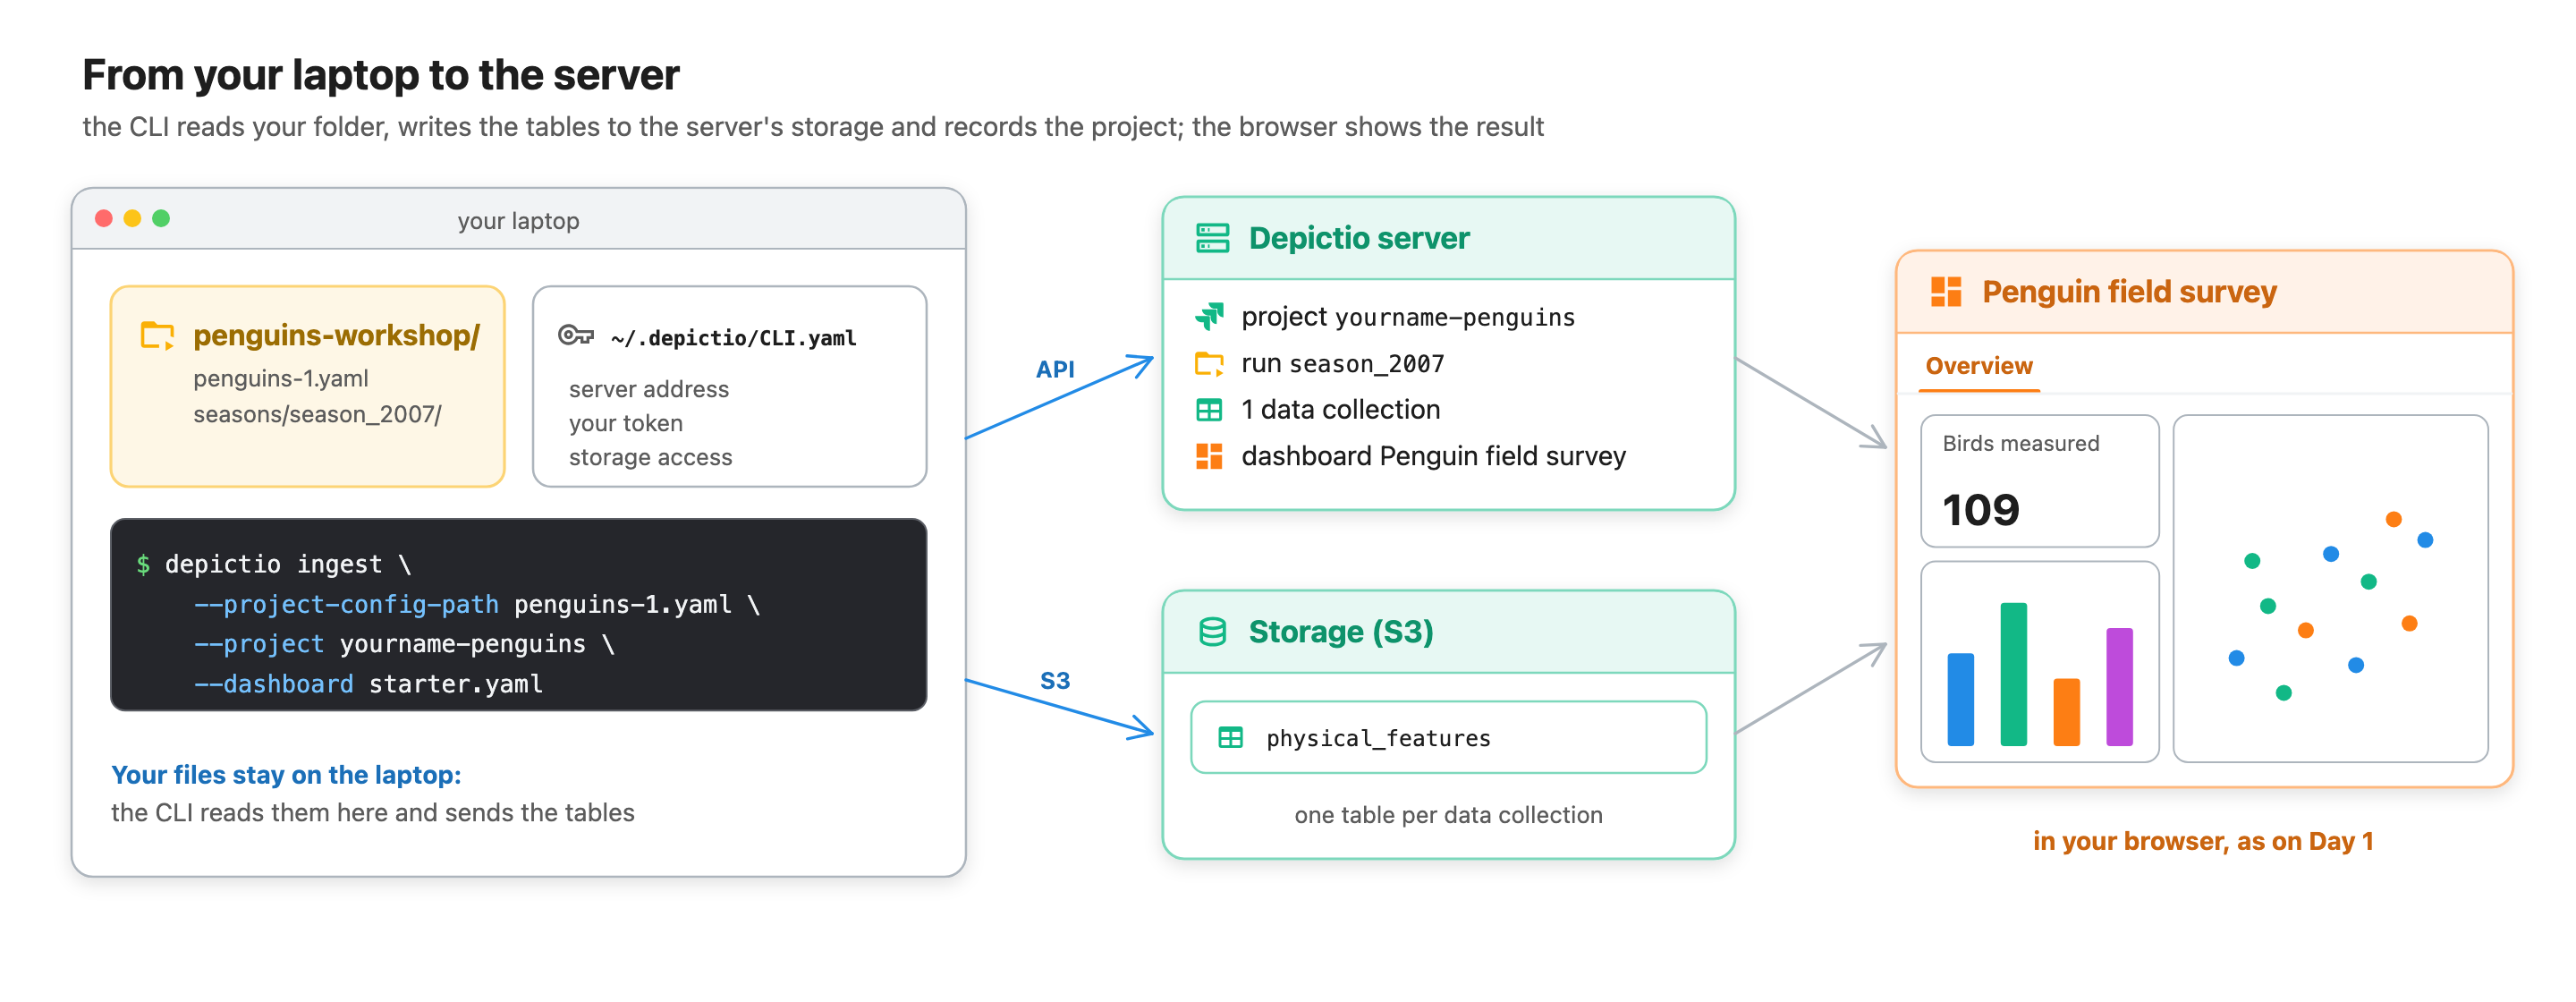 From your laptop to the server
the CLI reads your folder, writes the tables to the server's storage and records the project; the browser shows the result
your laptop
penguins-workshop/
penguins-1.yaml
seasons/season_2007/
~/.depictio/CLI.yaml
server address
your token
storage access
$ depictio ingest \
--project-config-path penguins-1.yaml \
--project yourname-penguins \
--dashboard starter.yaml
Your files stay on the laptop:
the CLI reads them here and sends the tables
API
S3
Depictio server
project yourname-penguins
run season_2007
1 data collection
dashboard Penguin field survey
Storage (S3)
physical_features
one table per data collection
Penguin field survey
Overview
Birds measured
109
in your browser, as on Day 1